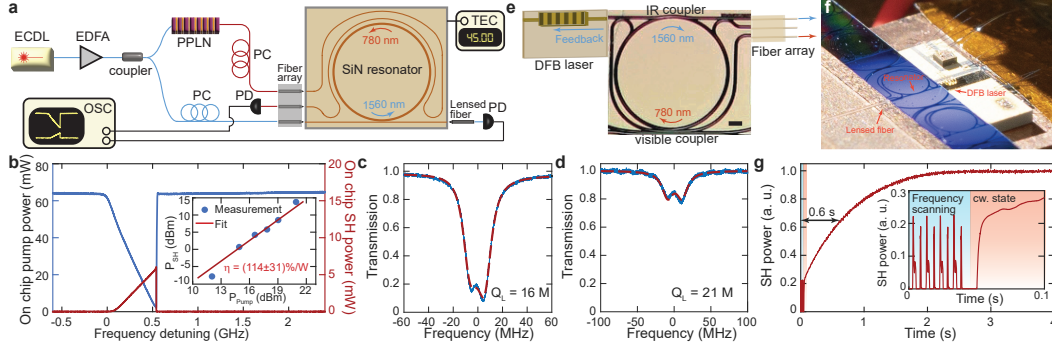 a
ECDL
EDFA
coupler
PPLN
PC
PC
780 nm
SiN resonator
1560 nm
TEC
45.00
Fiber
array
PD
Lensed
fiber
PD
OSC
b
On chip pump power (mW)
80
60
40
20
0
-0.5
0
0.5
1
1.5
2
Frequency detuning (GHz)
20
15
10
5
0
On chip SH power (mW)
15
10
5
0
-5
-10
P_SH (dBm)
Measurement
Fit
η = (114±31)%/W
10
13
16
19
22
P_Pump (dBm)
c
Transmission
1.0
0.8
0.6
0.4
0.2
0
-60
-40
-20
0
20
40
60
Frequency (MHz)
Q_L = 16 M
d
Transmission
1.0
0.8
0.6
0.4
0.2
0
-100
-50
0
50
100
Frequency (MHz)
Q_L = 21 M
e
Feedback
DFB laser
IR coupler
1560 nm
780 nm
visible coupler
Fiber array
f
DFB laser
Lensed fiber
g
SH power (a. u.)
1.0
0.8
0.6
0.4
0.2
0
0
1
2
3
4
Time (s)
0.6 s
SH power (a. u.)
0.3
0
Frequency
scanning
cw. state
0
0.1
Time (s)